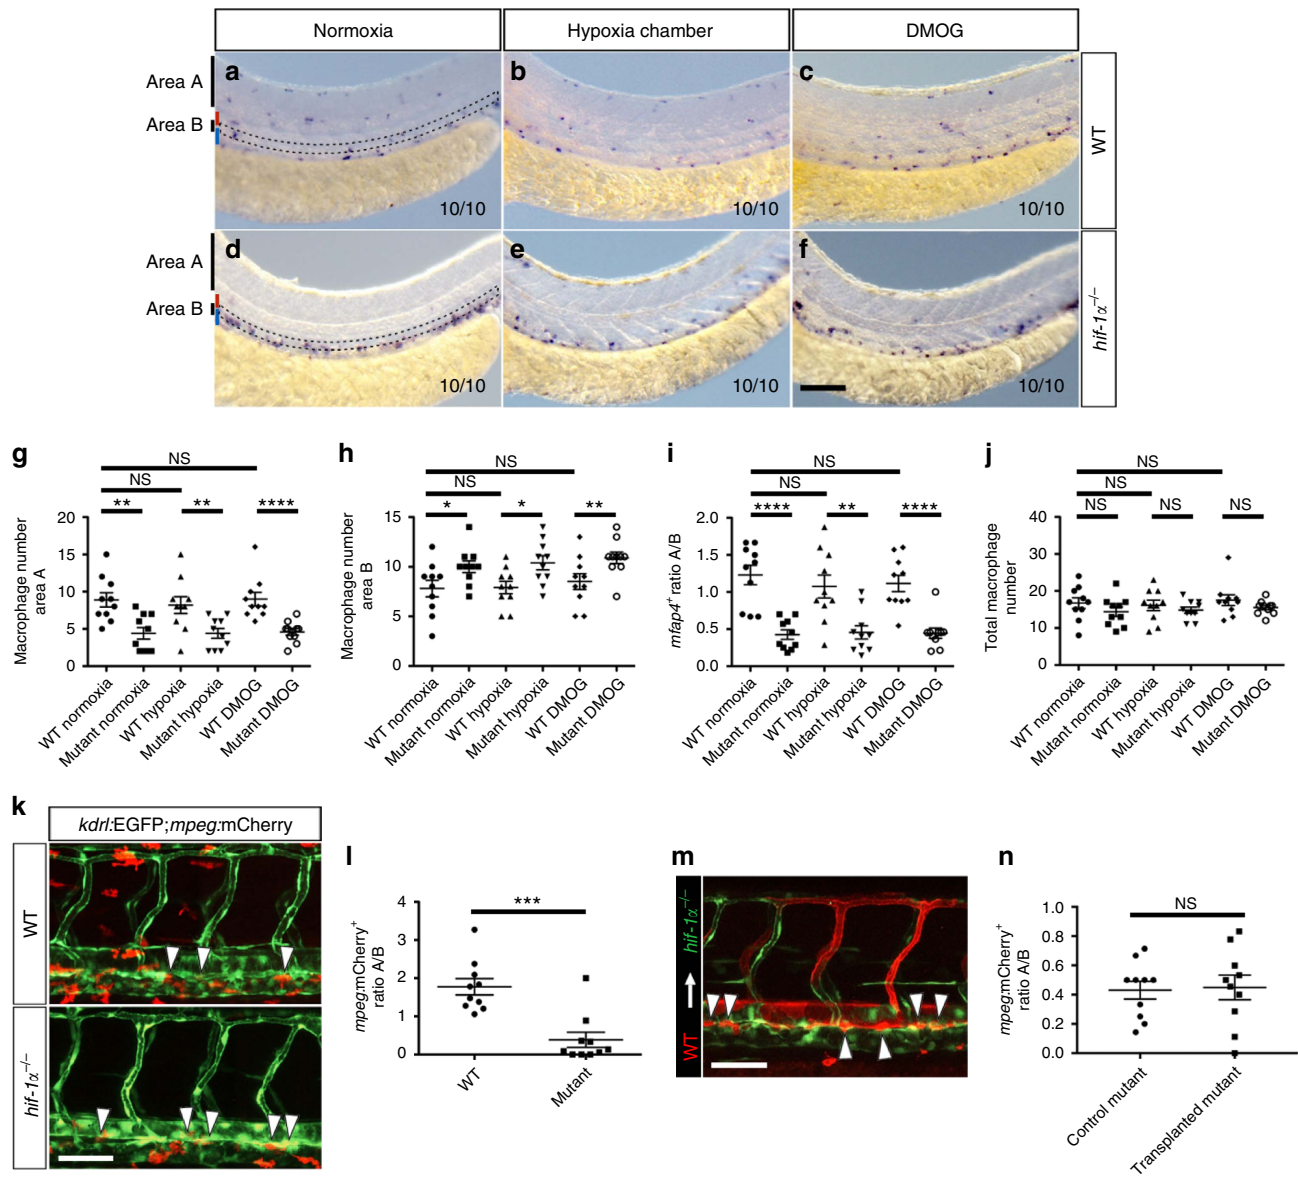 Normoxia
Hypoxia chamber
DMOG
Area A
Area B
a
b
c
10/10
10/10
10/10
WT
Area A
Area B
d
e
f
10/10
10/10
10/10
hif-1α−/−
g
NS
NS
** ** ****
20
15
10
5
0
Macrophage number
area A
WT normoxia
Mutant normoxia
WT hypoxia
Mutant hypoxia
WT DMOG
Mutant DMOG
h
NS
NS
* * **
15
10
5
0
Macrophage number
area B
WT normoxia
Mutant normoxia
WT hypoxia
Mutant hypoxia
WT DMOG
Mutant DMOG
i
NS
NS
**** ** ****
2.0
1.5
1.0
0.5
0.0
mfap4+ ratio A/B
WT normoxia
Mutant normoxia
WT hypoxia
Mutant hypoxia
WT DMOG
Mutant DMOG
j
NS
NS
NS NS NS
40
30
20
10
0
Total macrophage
number
WT normoxia
Mutant normoxia
WT hypoxia
Mutant hypoxia
WT DMOG
Mutant DMOG
k
kdrl:EGFP;mpeg:mCherry
WT
hif-1α−/−
l
***
4
3
2
1
0
mpeg:mCherry+
ratio A/B
WT
Mutant
m
WT → hif-1α−/−
n
NS
1.0
0.8
0.6
0.4
0.2
0.0
mpeg:mCherry+
ratio A/B
Control mutant
Transplanted mutant